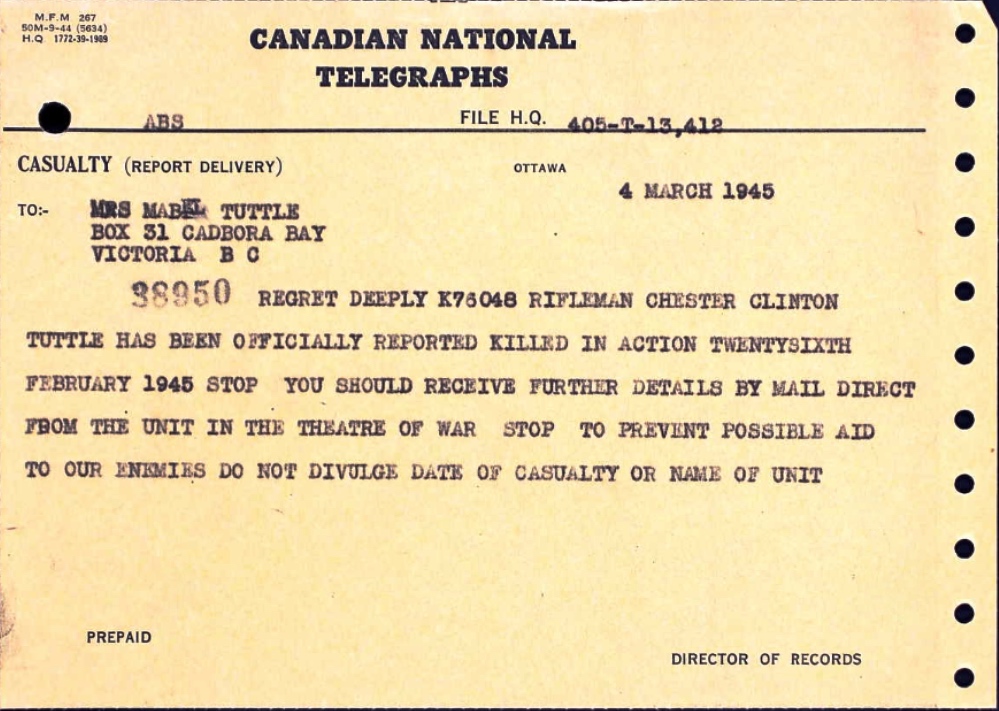 M.F.M 267
50M-9-44 (5634)
H.Q. 1772-39-1989
CANADIAN NATIONAL
TELEGRAPHS
ABS FILE H.Q. 405-T-13,412
CASUALTY (REPORT DELIVERY) OTTAWA
4 MARCH 1945
TO:- MRS MABEL TUTTLE
BOX 31 CADBORA BAY
VICTORIA B C
38950 REGRET DEEPLY K76048 RIFLEMAN CHESTER CLINTON
TUTTLE HAS BEEN OFFICIALLY REPORTED KILLED IN ACTION TWENTYSIXTH
FEBRUARY 1945 STOP YOU SHOULD RECEIVE FURTHER DETAILS BY MAIL DIRECT
FROM THE UNIT IN THE THEATRE OF WAR STOP TO PREVENT POSSIBLE AID
TO OUR ENEMIES DO NOT DIVULGE DATE OF CASUALTY OR NAME OF UNIT
PREPAID
DIRECTOR OF RECORDS